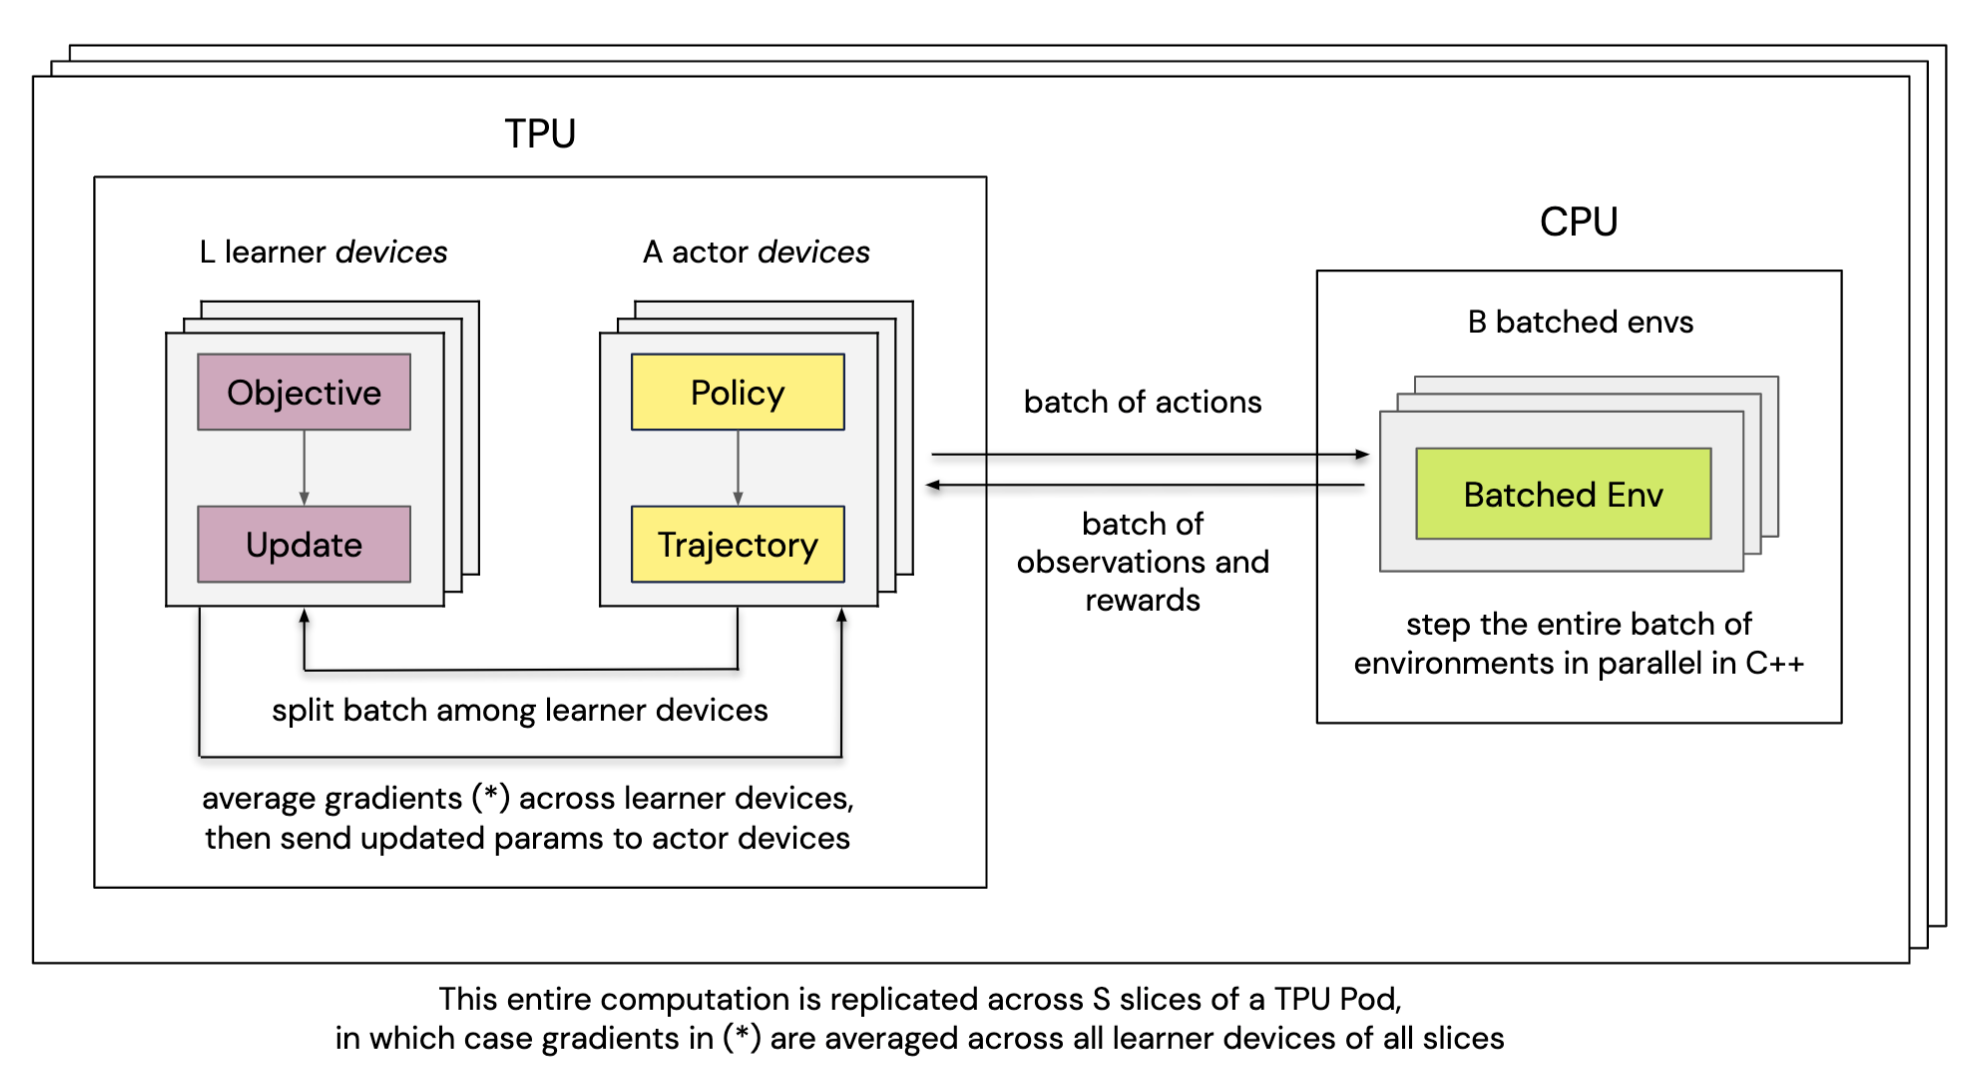 TPU
CPU
L learner devices
A actor devices
B batched envs
Objective
Update
Policy
Trajectory
batch of actions
batch of
observations and
rewards
Batched Env
step the entire batch of
environments in parallel in C++
split batch among learner devices
average gradients (*) across learner devices,
then send updated params to actor devices
This entire computation is replicated across S slices of a TPU Pod,
in which case gradients in (*) are averaged across all learner devices of all slices